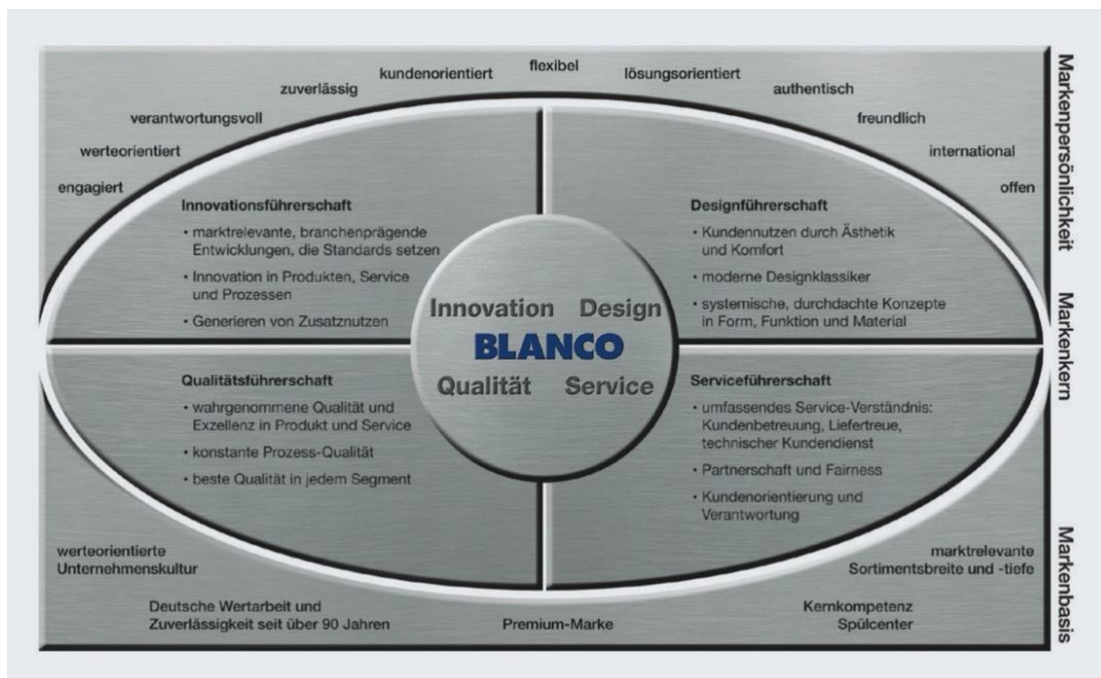 flexibel
kundenorientiert
lösungsorientiert
zuverlässig
authentisch
verantwortungsvoll
freundlich
werteorientiert
international
engagiert
offen
Markenpersönlichkeit
Innovationsführerschaft
• marktrelevante, branchenprägende
Entwicklungen, die Standards setzen
• Innovation in Produkten, Service
und Prozessen
• Generieren von Zusatznutzen
Designführerschaft
• Kundennutzen durch Ästhetik
und Komfort
• moderne Designklassiker
• systemische, durchdachte Konzepte
in Form, Funktion und Material
Innovation Design
BLANCO
Qualität Service
Markenkern
Qualitätsführerschaft
• wahrgenommene Qualität und
Exzellenz in Produkt und Service
• konstante Prozess-Qualität
• beste Qualität in jedem Segment
Serviceführerschaft
• umfassendes Service-Verständnis:
Kundenbetreuung, Liefertreue,
technischer Kundendienst
• Partnerschaft und Fairness
• Kundenorientierung und
Verantwortung
werteorientierte
Unternehmenskultur
Deutsche Wertarbeit und
Zuverlässigkeit seit über 90 Jahren
Premium-Marke
Kernkompetenz
Spülcenter
marktrelevante
Sortimentsbreite und -tiefe
Markenbasis